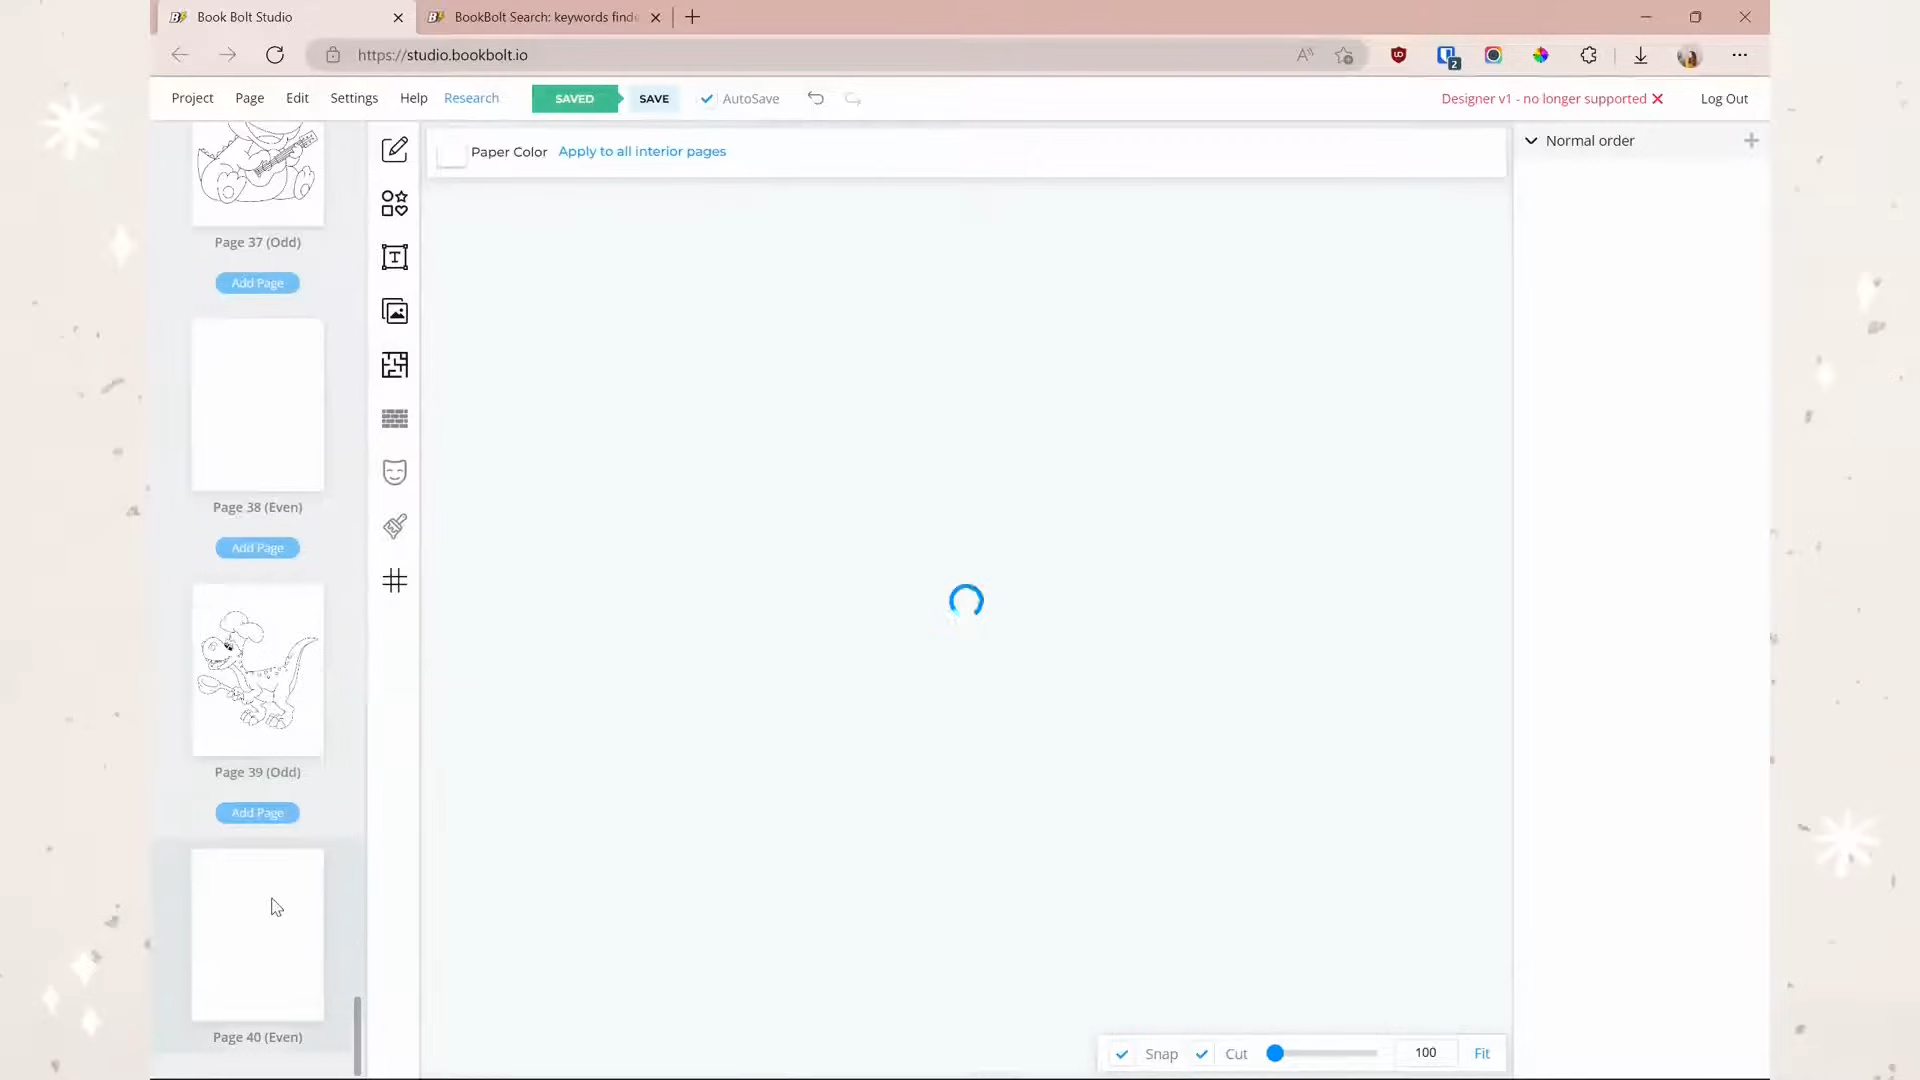 Book Bolt Studio
BookBolt Search: keywords finde
https://studio.bookbolt.io
2
Project Page Edit Settings Help Research SAVED SAVE AutoSave Designer v1 - no longer supported Log Out
Paper Color Apply to all interior pages
Normal order
Page 37 (Odd)
Add Page
Page 38 (Even)
Add Page
Page 39 (Odd)
Add Page
Page 40 (Even)
Snap Cut 100 Fit